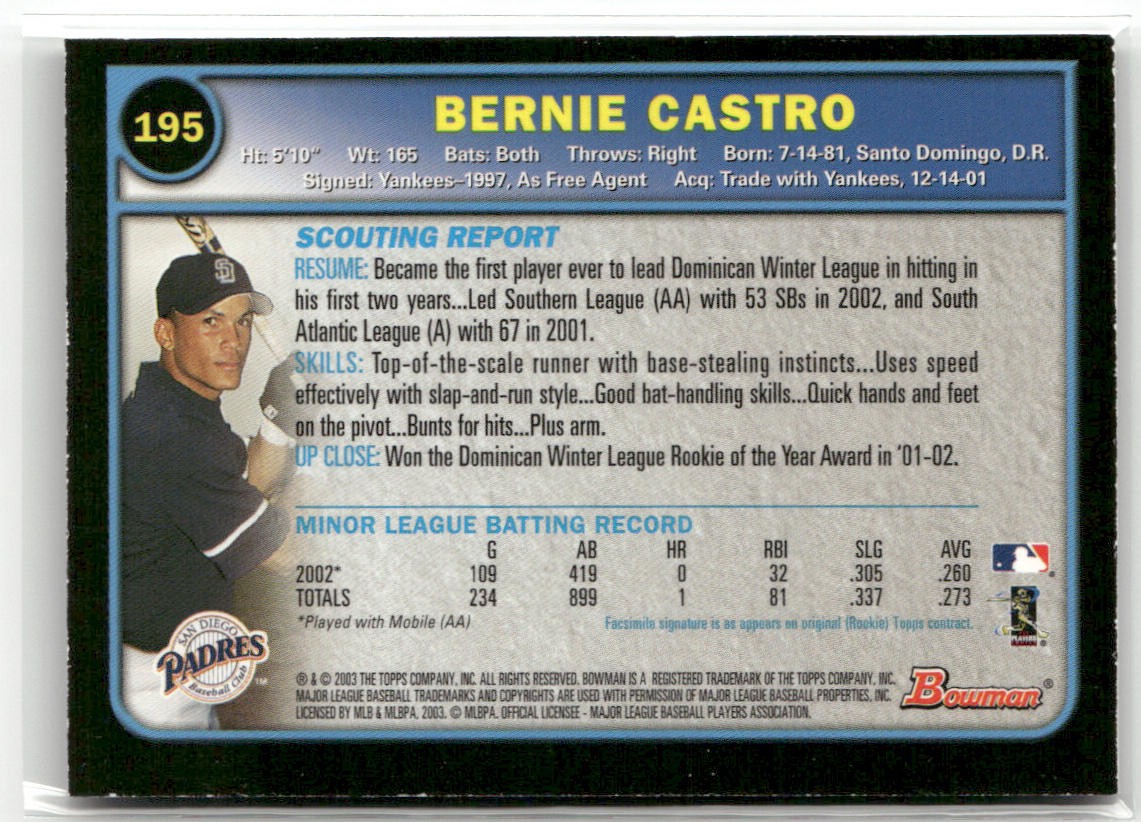 195
BERNIE CASTRO
Ht: 5'10" Wt: 165 Bats: Both Throws: Right Born: 7-14-81, Santo Domingo, D.R.
Signed: Yankees–1997, As Free Agent Acq: Trade with Yankees, 12-14-01
SCOUTING REPORT
RESUME: Became the first player ever to lead Dominican Winter League in hitting in
his first two years...Led Southern League (AA) with 53 SBs in 2002, and South
Atlantic League (A) with 67 in 2001.
SKILLS: Top-of-the-scale runner with base-stealing instincts...Uses speed
effectively with slap-and-run style...Good bat-handling skills...Quick hands and feet
on the pivot...Bunts for hits...Plus arm.
UP CLOSE: Won the Dominican Winter League Rookie of the Year Award in '01-02.
MINOR LEAGUE BATTING RECORD
G AB HR RBI SLG AVG
2002* 109 419 0 32 .305 .260
TOTALS 234 899 1 81 .337 .273
*Played with Mobile (AA) Facsimile signature is as appears on original (Rookie) Topps contract.
SD
SAN DIEGO
PADRES
Baseball Club
TM
PLAYERS
® & © 2003 THE TOPPS COMPANY, INC. ALL RIGHTS RESERVED. BOWMAN IS A REGISTERED TRADEMARK OF THE TOPPS COMPANY, INC.
MAJOR LEAGUE BASEBALL TRADEMARKS AND COPYRIGHTS ARE USED WITH PERMISSION OF MAJOR LEAGUE BASEBALL PROPERTIES, INC.
LICENSED BY MLB & MLBPA, 2003. © MLBPA. OFFICIAL LICENSEE - MAJOR LEAGUE BASEBALL PLAYERS ASSOCIATION.
Bowman®